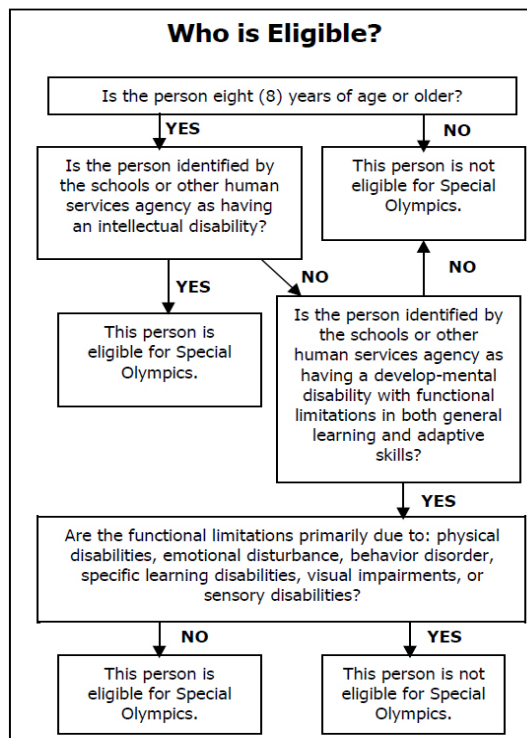 Who is Eligible?
Is the person eight (8) years of age or older?
YES
NO
Is the person identified by
the schools or other human
services agency as having
an intellectual disability?
This person is not
eligible for Special
Olympics.
YES
NO
NO
This person is
eligible for Special
Olympics.
Is the person identified by
the schools or other
human services agency as
having a develop-mental
disability with functional
limitations in both general
learning and adaptive
skills?
YES
Are the functional limitations primarily due to: physical
disabilities, emotional disturbance, behavior disorder,
specific learning disabilities, visual impairments, or
sensory disabilities?
NO
YES
This person is
eligible for Special
Olympics.
This person is not
eligible for Special
Olympics.